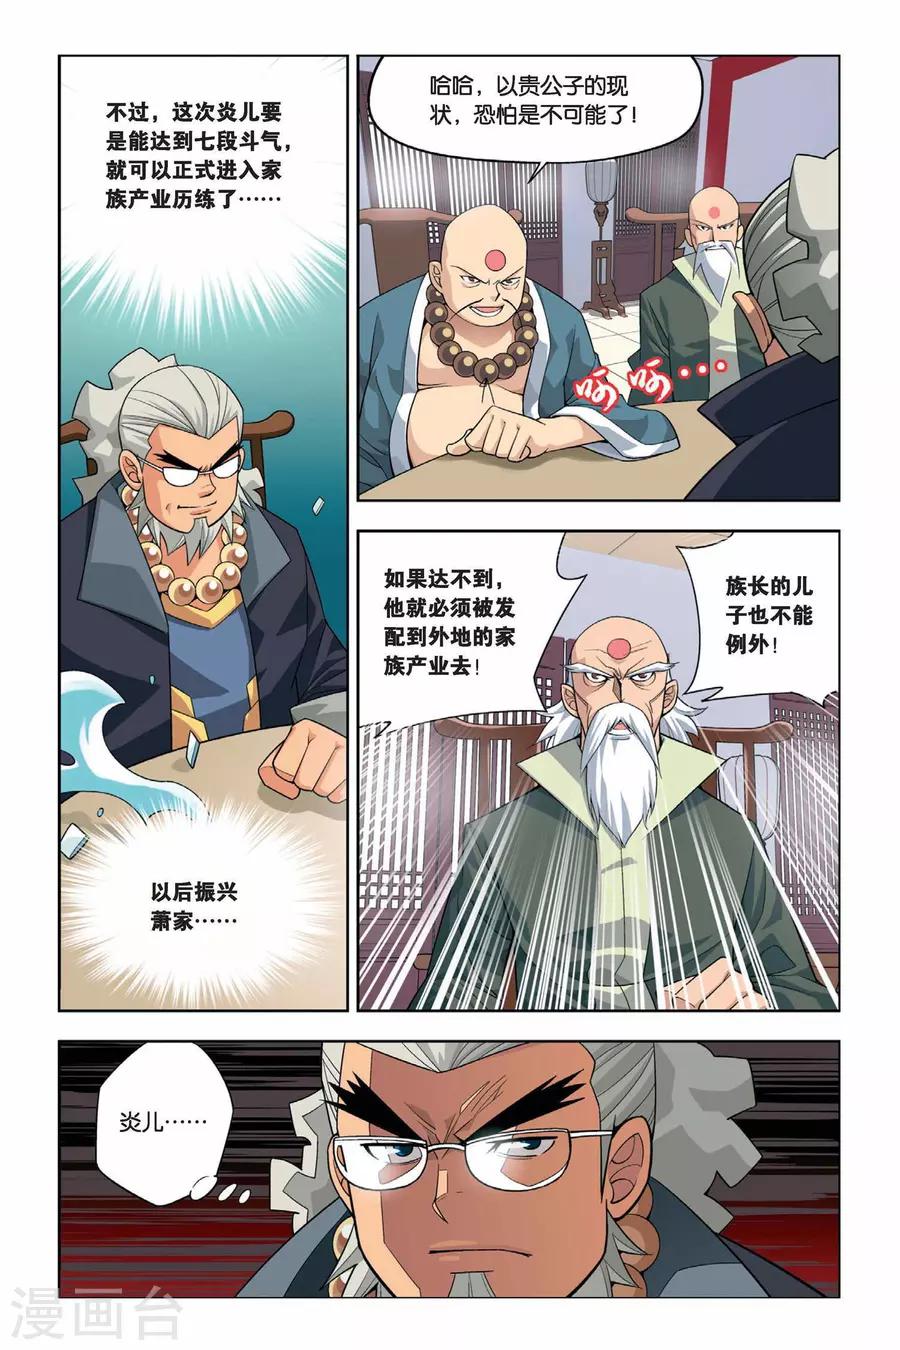 不过，这次炎儿要
是能达到七段斗气，
就可以正式进入家
族产业历练了……
以后振兴
萧家……
哈哈，以贵公子的现
状，恐怕是不可能了！
呵呵…
如果达不到，
他就必须被发
配到外地的家
族产业去！
族长的儿
子也不能
例外！
炎儿……
漫画台